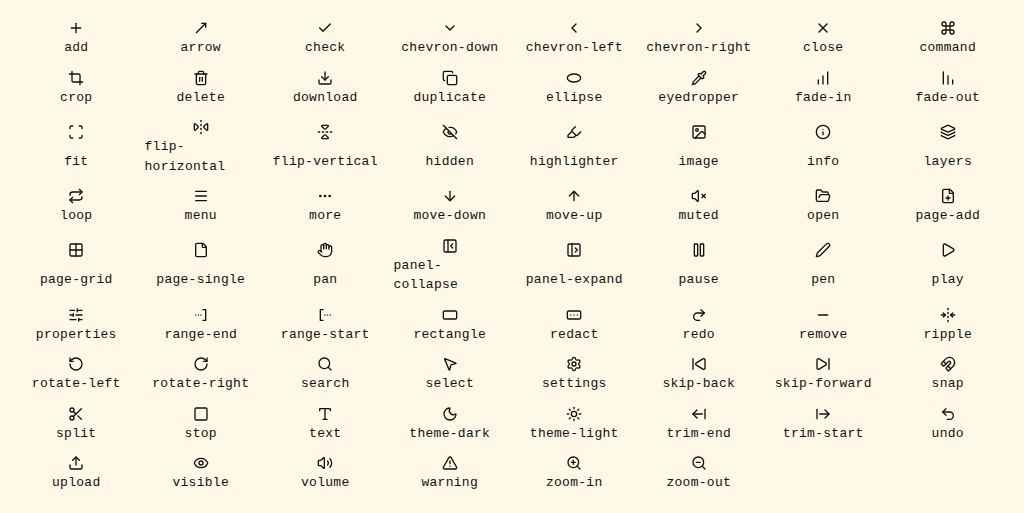 add arrow check chevron-down chevron-left chevron-right close command
crop delete download duplicate ellipse eyedropper fade-in fade-out
fit flip-horizontal flip-vertical hidden highlighter image info layers
loop menu more move-down move-up muted open page-add
page-grid page-single pan panel-collapse panel-expand pause pen play
properties range-end range-start rectangle redact redo remove ripple
rotate-left rotate-right search select settings skip-back skip-forward snap
split stop text theme-dark theme-light trim-end trim-start undo
upload visible volume warning zoom-in zoom-out